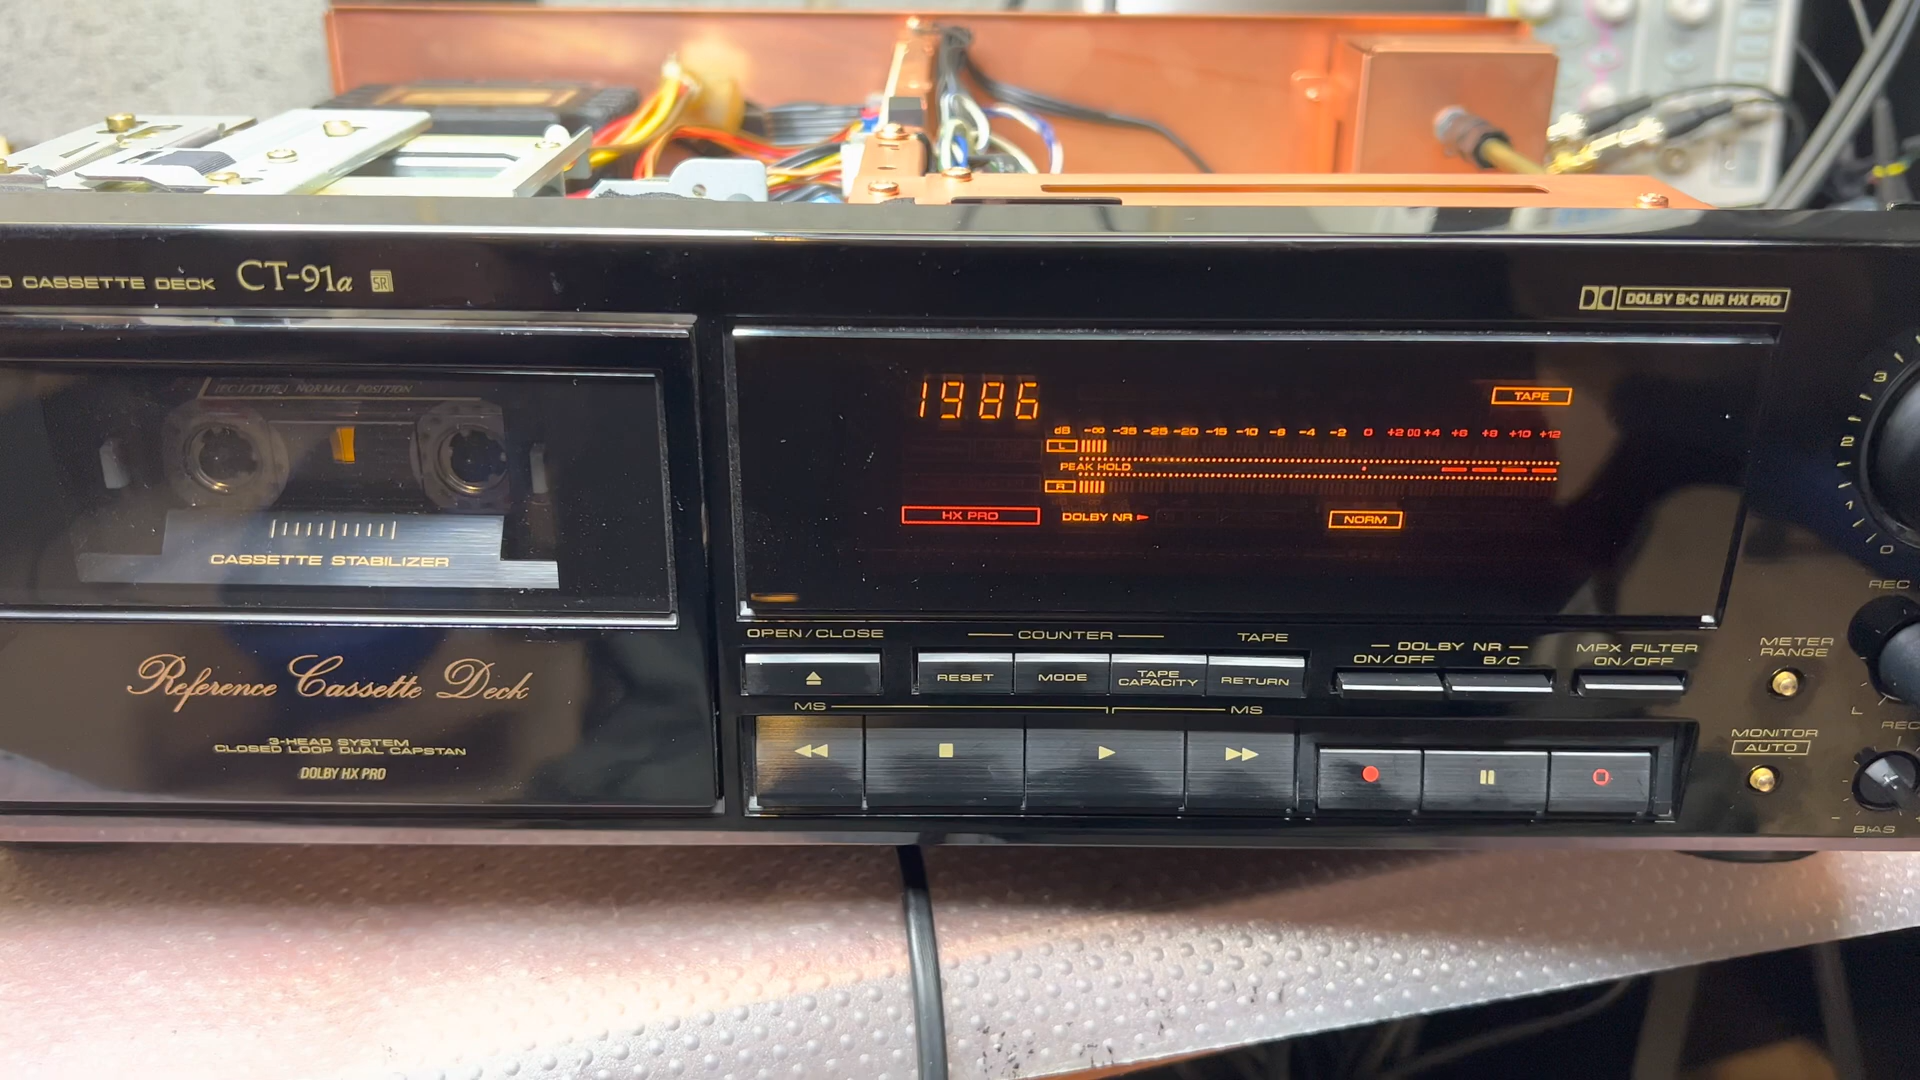 CASSETTE DECK CT-91a SR
DOLBY B·C NR HX PRO
NORMAL POSITION
1986
TAPE
dB -∞ -35 -25 -20 -15 -10 -8 -4 -2 0 +2 00 +4 +6 +8 +10 +12
L
PEAK HOLD
R
HX PRO
DOLBY NR
NORM
CASSETTE STABILIZER
Reference Cassette Deck
3-HEAD SYSTEM
CLOSED LOOP DUAL CAPSTAN
DOLBY HX PRO
OPEN/CLOSE
COUNTER
TAPE
RESET
MODE
TAPE
CAPACITY
RETURN
DOLBY NR
ON/OFF B/C
MPX FILTER
ON/OFF
METER
RANGE
MS
MS
MONITOR
AUTO
3
2
1
0
REC
L
REC
BIAS